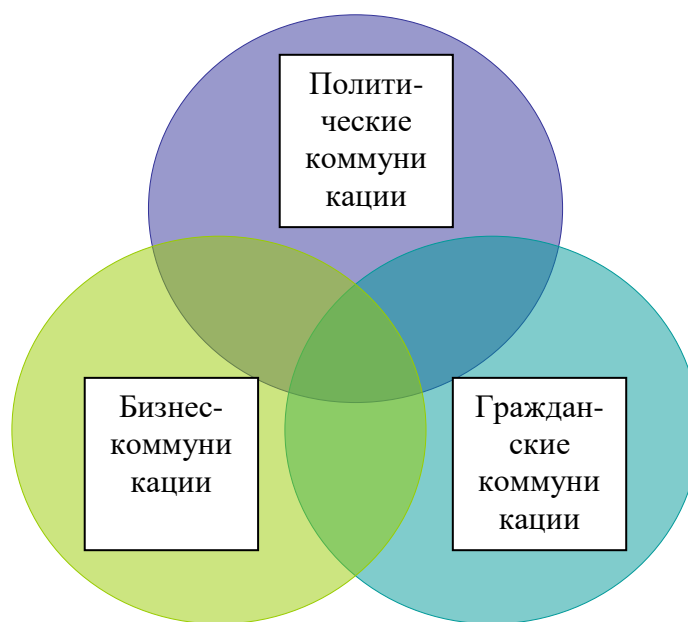 Полити-
ческие
коммуни
кации
Бизнес-
коммуни
кации
Граждан-
ские
коммуни
кации